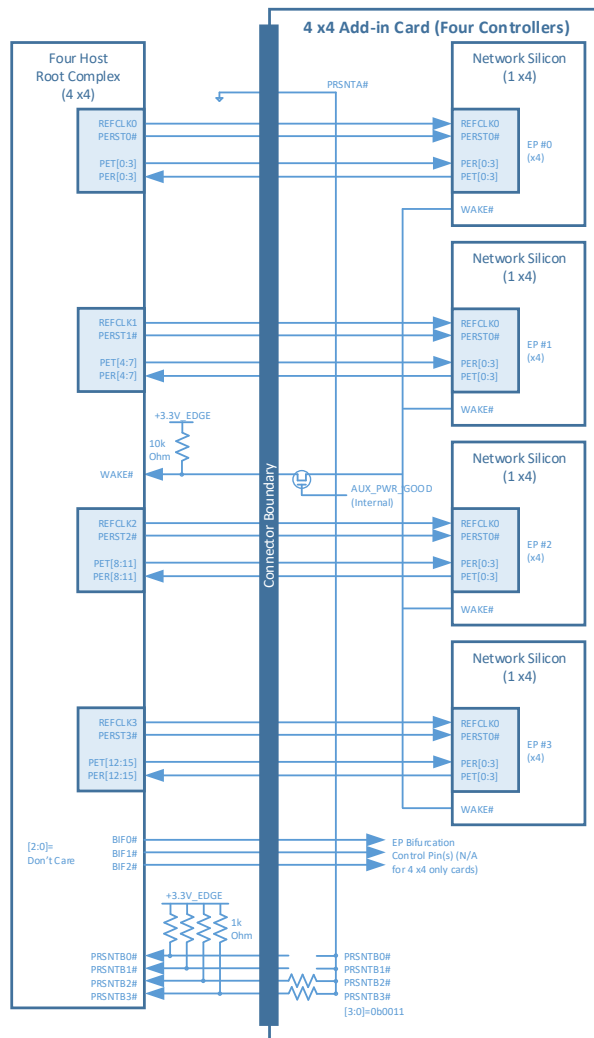 4 x4 Add-in Card (Four Controllers)
Four Host
Root Complex
(4 x4)
PRSNTA#
Network Silicon
(1 x4)
REFCLK0
PERST0#
PET[0:3]
PER[0:3]
REFCLK0
PERST0#
PER[0:3]
PET[0:3]
EP #0
(x4)
WAKE#
Network Silicon
(1 x4)
REFCLK1
PERST1#
PET[4:7]
PER[4:7]
REFCLK0
PERST0#
PER[0:3]
PET[0:3]
EP #1
(x4)
WAKE#
+3.3V_EDGE
10k
Ohm
WAKE#
AUX_PWR_GOOD
(Internal)
Connector Boundary
Network Silicon
(1 x4)
REFCLK2
PERST2#
PET[8:11]
PER[8:11]
REFCLK0
PERST0#
PER[0:3]
PET[0:3]
EP #2
(x4)
WAKE#
Network Silicon
(1 x4)
REFCLK3
PERST3#
PET[12:15]
PER[12:15]
REFCLK0
PERST0#
PER[0:3]
PET[0:3]
EP #3
(x4)
WAKE#
[2:0]=
Don't Care
BIF0#
BIF1#
BIF2#
EP Bifurcation
Control Pin(s) (N/A
for 4 x4 only cards)
+3.3V_EDGE
1k
Ohm
PRSNTB0#
PRSNTB1#
PRSNTB2#
PRSNTB3#
PRSNTB0#
PRSNTB1#
PRSNTB2#
PRSNTB3#
[3:0]=0b0011